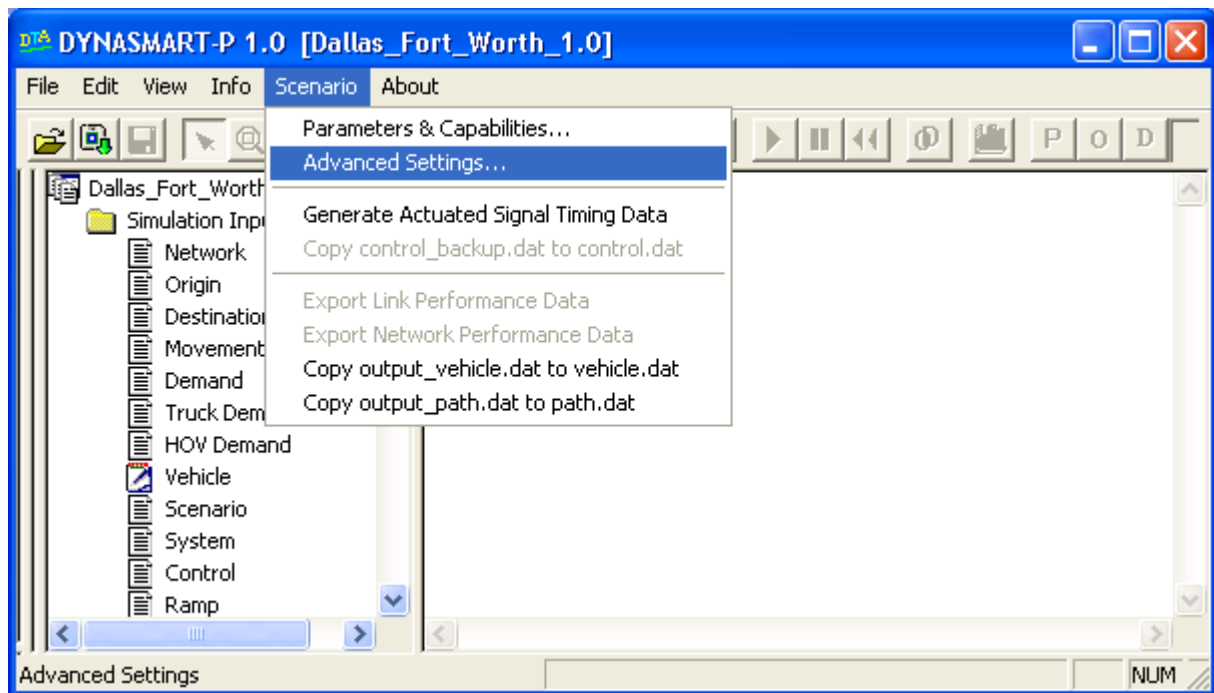 DTA DYNASMART-P 1.0 [Dallas_Fort_Worth_1.0]
File Edit View Info Scenario About
Parameters & Capabilities...
P O D
Advanced Settings...
Dallas_Fort_Worth
Generate Actuated Signal Timing Data
Simulation Inp
Copy control_backup.dat to control.dat
Network
Origin
Export Link Performance Data
Destination
Export Network Performance Data
Movement
Copy output_vehicle.dat to vehicle.dat
Demand
Copy output_path.dat to path.dat
Truck Dem
HOV Demand
Vehicle
Scenario
System
Control
Ramp
Advanced Settings
NUM